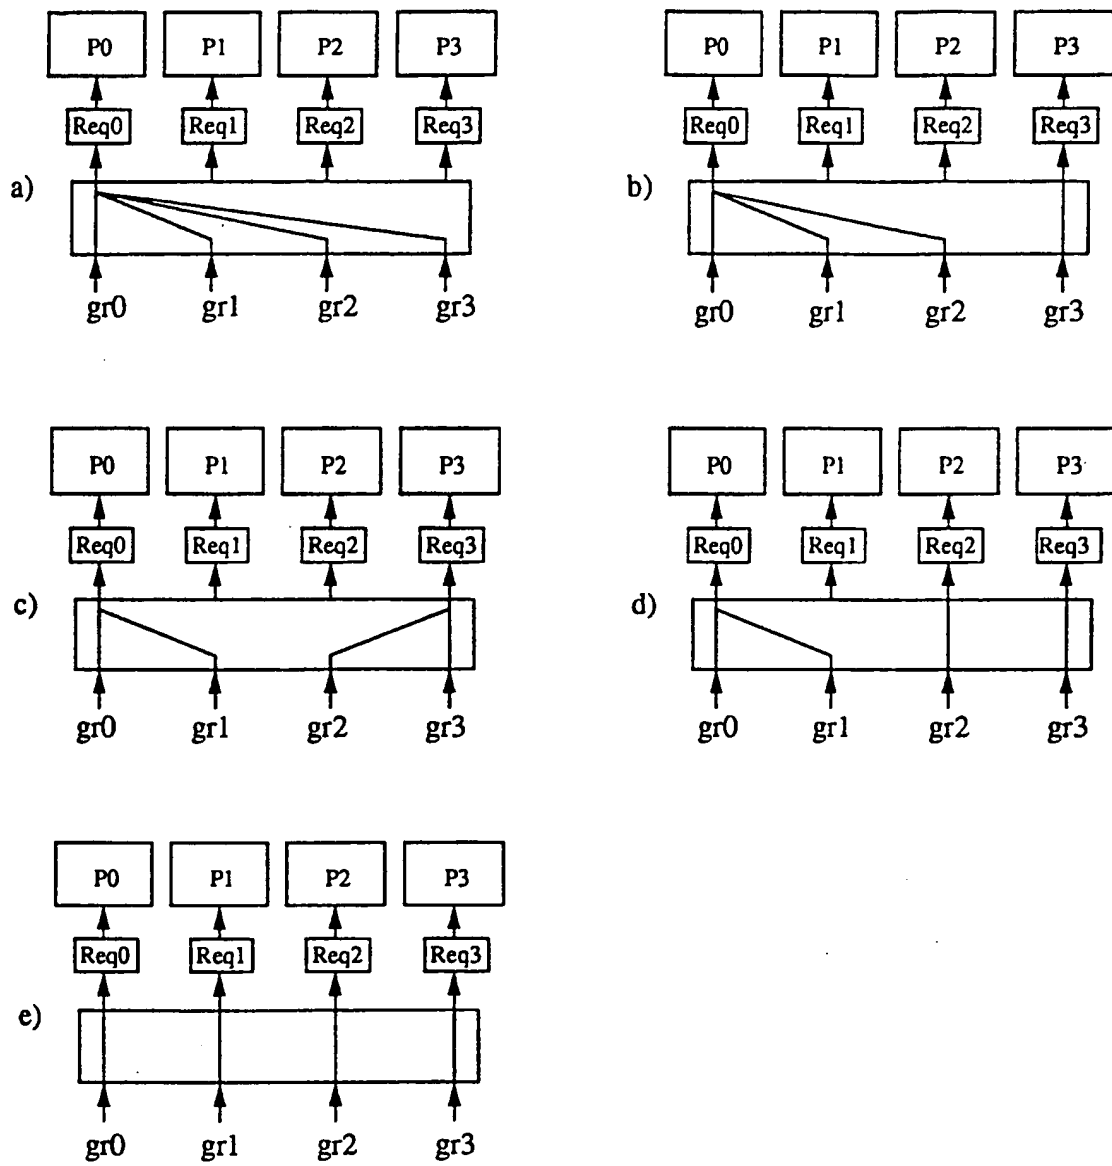 P0 P1 P2 P3
Req0 Req1 Req2 Req3
a)
gr0 gr1 gr2 gr3
P0 P1 P2 P3
Req0 Req1 Req2 Req3
b)
gr0 gr1 gr2 gr3
P0 P1 P2 P3
Req0 Req1 Req2 Req3
c)
gr0 gr1 gr2 gr3
P0 P1 P2 P3
Req0 Req1 Req2 Req3
d)
gr0 gr1 gr2 gr3
P0 P1 P2 P3
Req0 Req1 Req2 Req3
e)
gr0 gr1 gr2 gr3